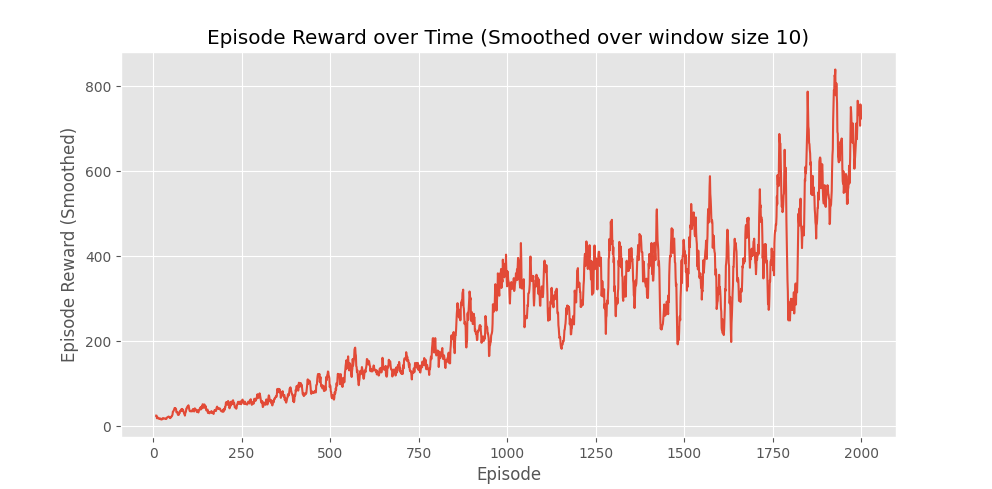 Episode Reward over Time (Smoothed over window size 10)
Episode Reward (Smoothed)
800
600
400
200
0
0 250 500 750 1000 1250 1500 1750 2000
Episode